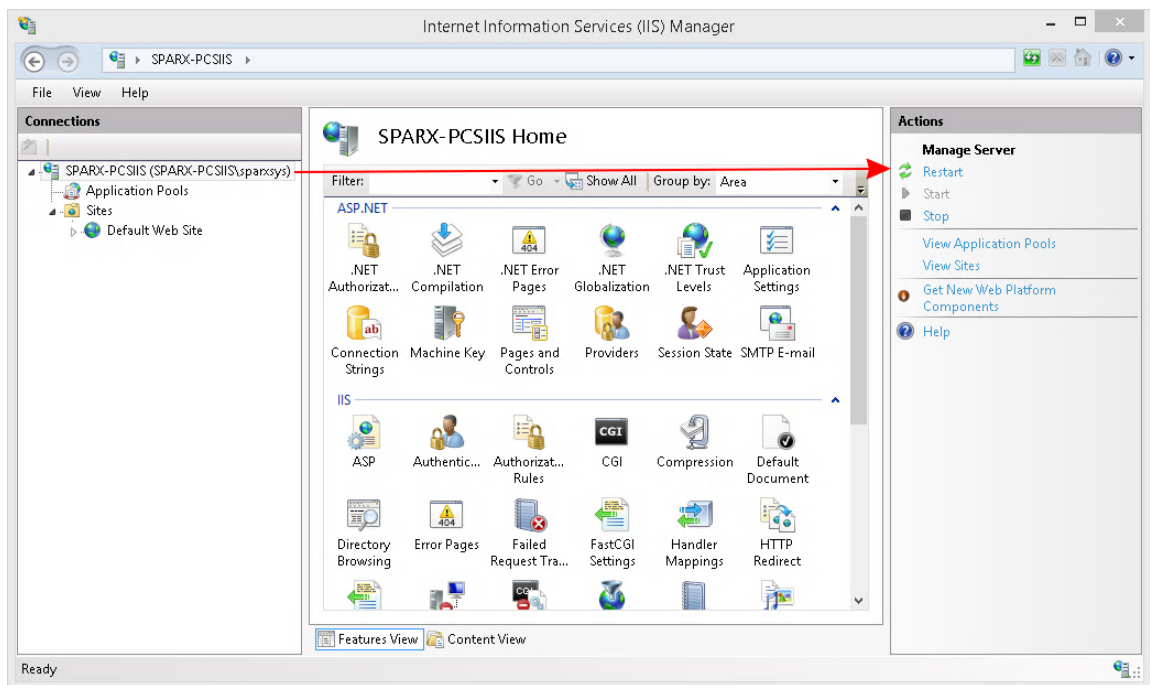 Internet Information Services (IIS) Manager
SPARX-PCSIIS
File View Help
Connections
SPARX-PCSIIS (SPARX-PCSIIS\sparxsys)
Application Pools
Sites
Default Web Site
SPARX-PCSIIS Home
Filter: Go Show All Group by: Area
ASP.NET
.NET Authorizat...
.NET Compilation
.NET Error Pages
.NET Globalization
.NET Trust Levels
Application Settings
Connection Strings
Machine Key
Pages and Controls
Providers
Session State
SMTP E-mail
IIS
ASP
Authentic...
Authorizat... Rules
CGI
Compression
Default Document
Directory Browsing
Error Pages
Failed Request Tra...
FastCGI Settings
Handler Mappings
HTTP Redirect
Features View Content View
Actions
Manage Server
Restart
Start
Stop
View Application Pools
View Sites
Get New Web Platform
Components
Help
Ready